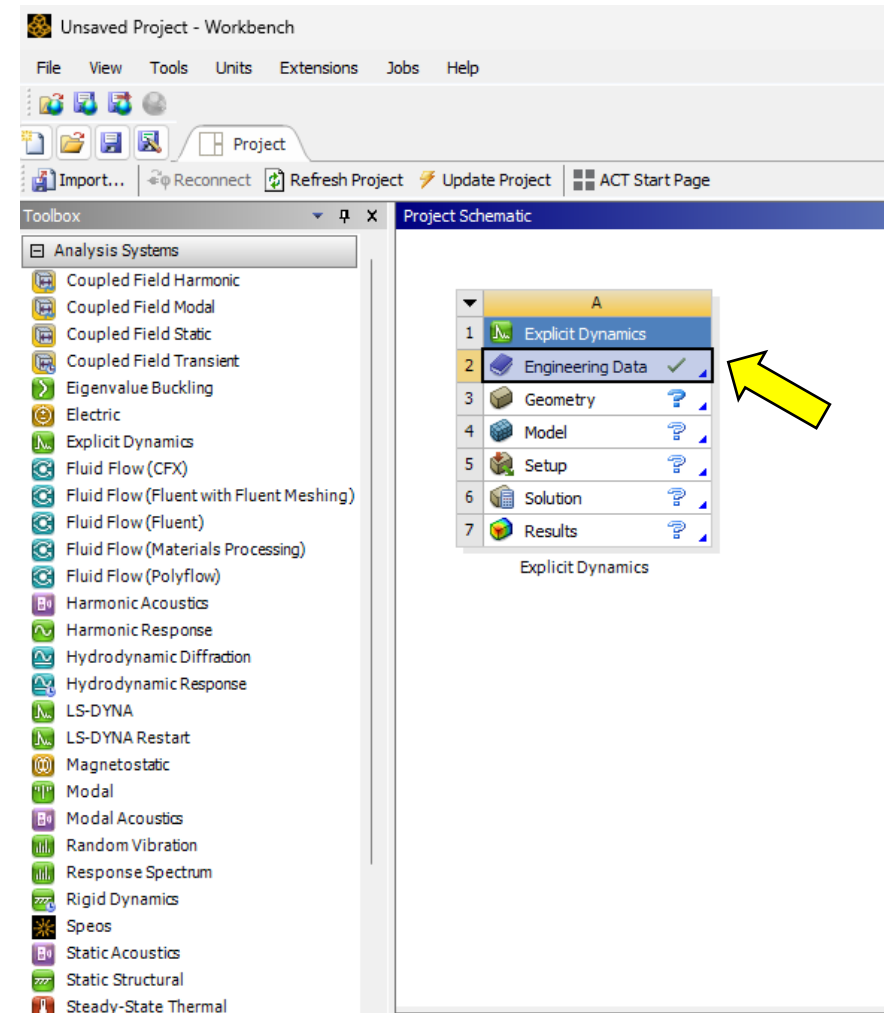 Unsaved Project - Workbench
File View Tools Units Extensions Jobs Help
Project
Import... Reconnect Refresh Project Update Project ACT Start Page
Toolbox
Analysis Systems
Coupled Field Harmonic
Coupled Field Modal
Coupled Field Static
Coupled Field Transient
Eigenvalue Buckling
Electric
Explicit Dynamics
Fluid Flow (CFX)
Fluid Flow (Fluent with Fluent Meshing)
Fluid Flow (Fluent)
Fluid Flow (Materials Processing)
Fluid Flow (Polyflow)
Harmonic Acoustics
Harmonic Response
Hydrodynamic Diffraction
Hydrodynamic Response
LS-DYNA
LS-DYNA Restart
Magnetostatic
Modal
Modal Acoustics
Random Vibration
Response Spectrum
Rigid Dynamics
Speos
Static Acoustics
Static Structural
Steady-State Thermal
Project Schematic
A
1 Explicit Dynamics
2 Engineering Data
3 Geometry ?
4 Model ?
5 Setup ?
6 Solution ?
7 Results ?
Explicit Dynamics